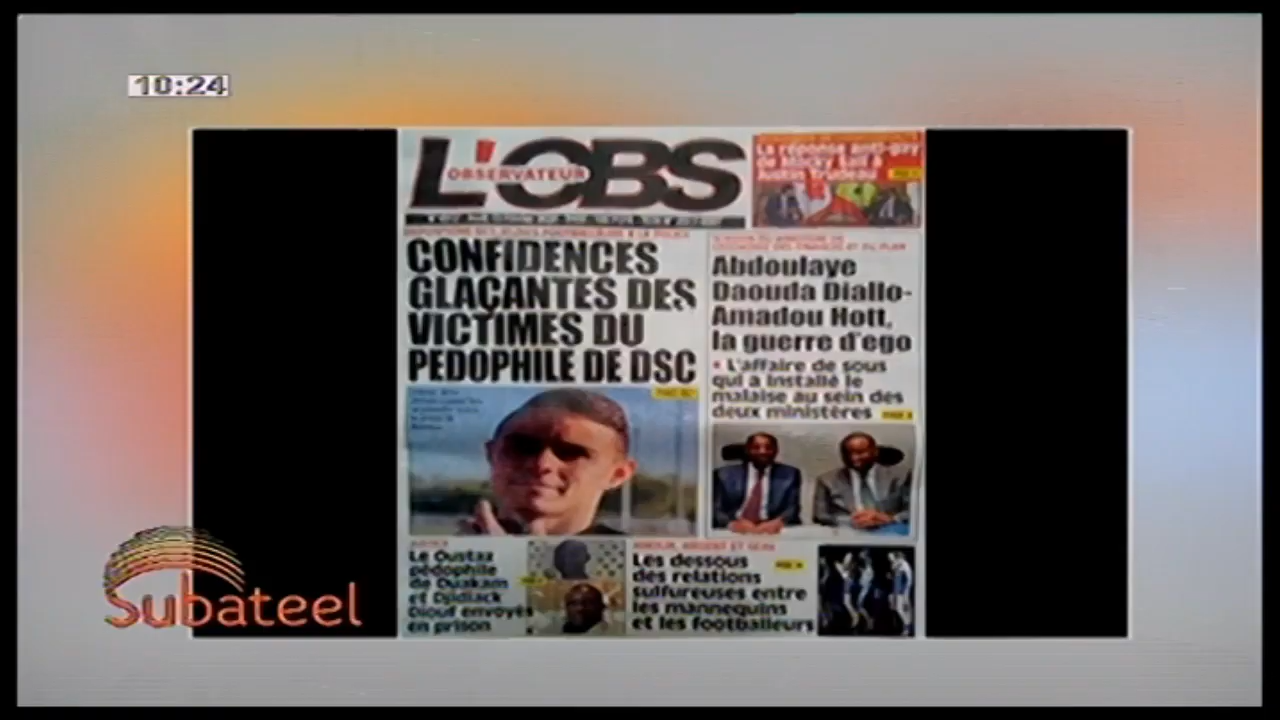 10:24
L'OBS
OBSERVATEUR
La réponse anti-gay
de Macky Sall à
Justin Trudeau
CONFIDENCES
GLAÇANTES DES
VICTIMES DU
PEDOPHILE DE DSC
Abdoulaye
Daouda Diallo-
Amadou Hott,
la guerre d'ego
• L'affaire de sous
qui a installé le
malaise au sein des
deux ministères
JUSTICE
Le Oustaz
pédophile
de Ouakam
et Djidiack
Diouf envoyés
en prison
Les dessous
des relations
sulfureuses entre
les mannequins
et les footballeurs
Subateel